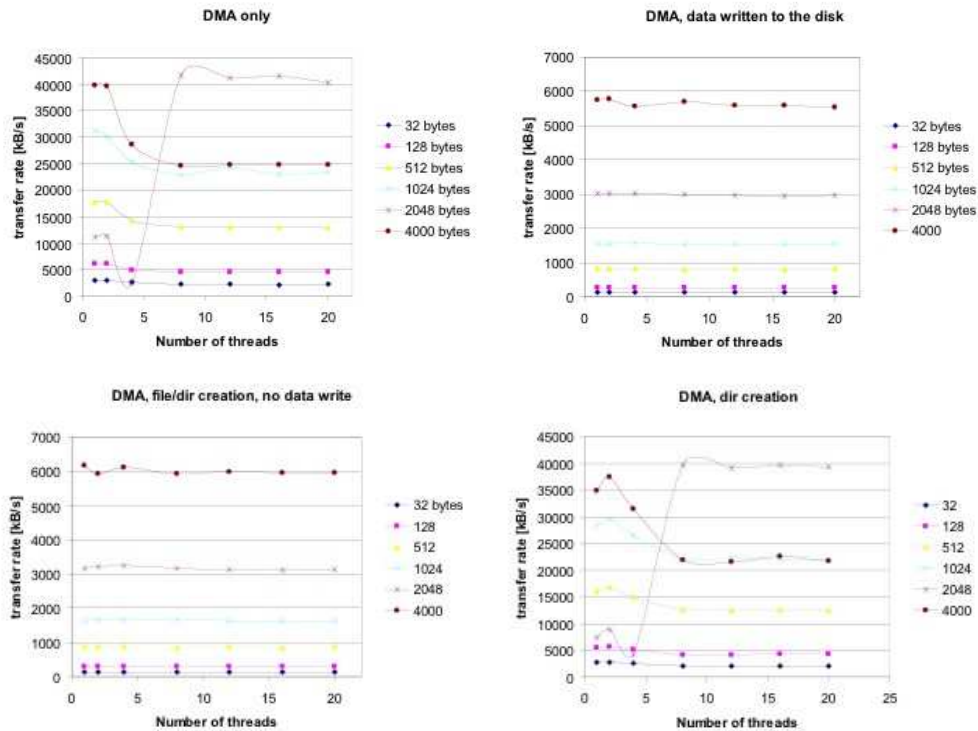 DMA only
45000
40000
35000
30000
25000
20000
15000
10000
5000
0
transfer rate [kB/s]
0 5 10 15 20
Number of threads
32 bytes
128 bytes
512 bytes
1024 bytes
2048 bytes
4000 bytes
DMA, data written to the disk
7000
6000
5000
4000
3000
2000
1000
0
transfer rate [kB/s]
0 5 10 15 20
Number of threads
32 bytes
128 bytes
512 bytes
1024 bytes
2048 bytes
4000
DMA, file/dir creation, no data write
7000
6000
5000
4000
3000
2000
1000
0
transfer rate [kB/s]
0 5 10 15 20
Number of threads
32 bytes
128
512
1024
2048
4000
DMA, dir creation
45000
40000
35000
30000
25000
20000
15000
10000
5000
0
transfer rate [kB/s]
0 5 10 15 20 25
Number of threads
32
128
512
1024
2048
4000